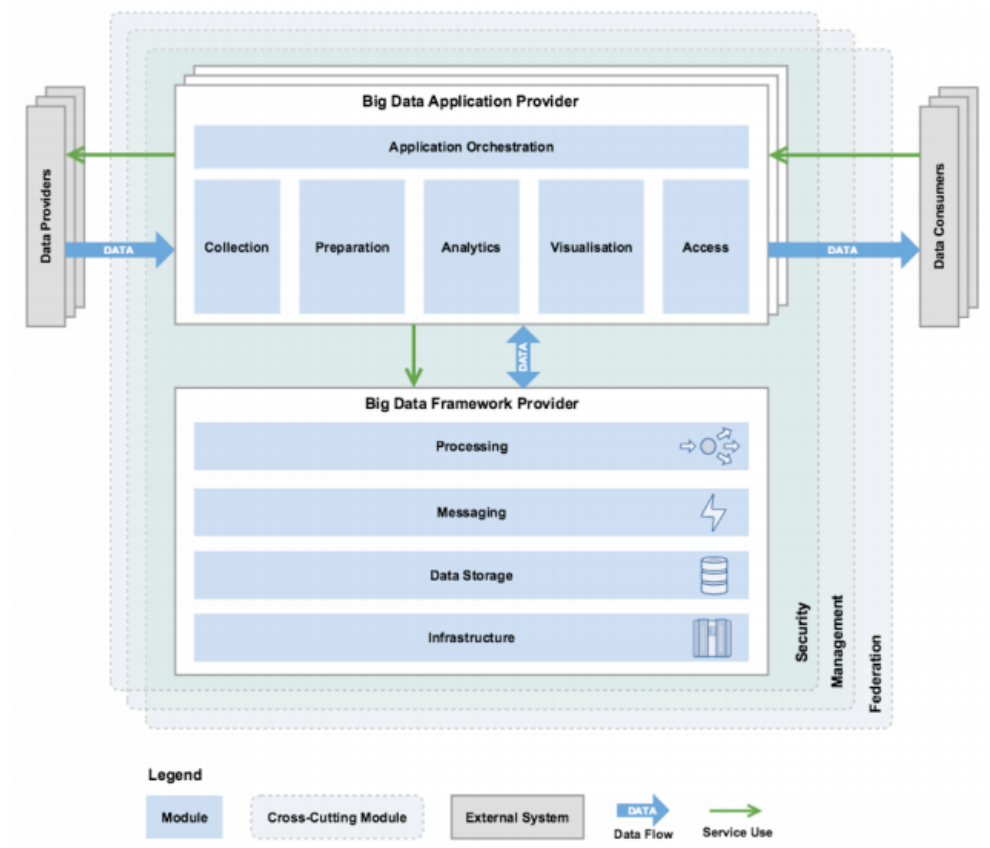 Big Data Application Provider
Application Orchestration
Data Providers
DATA
Collection
Preparation
Analytics
Visualisation
Access
DATA
Data Consumers
DATA
Big Data Framework Provider
Processing
Messaging
Data Storage
Infrastructure
Security
Management
Federation
Legend
Module
Cross-Cutting Module
External System
DATA
Data Flow
Service Use